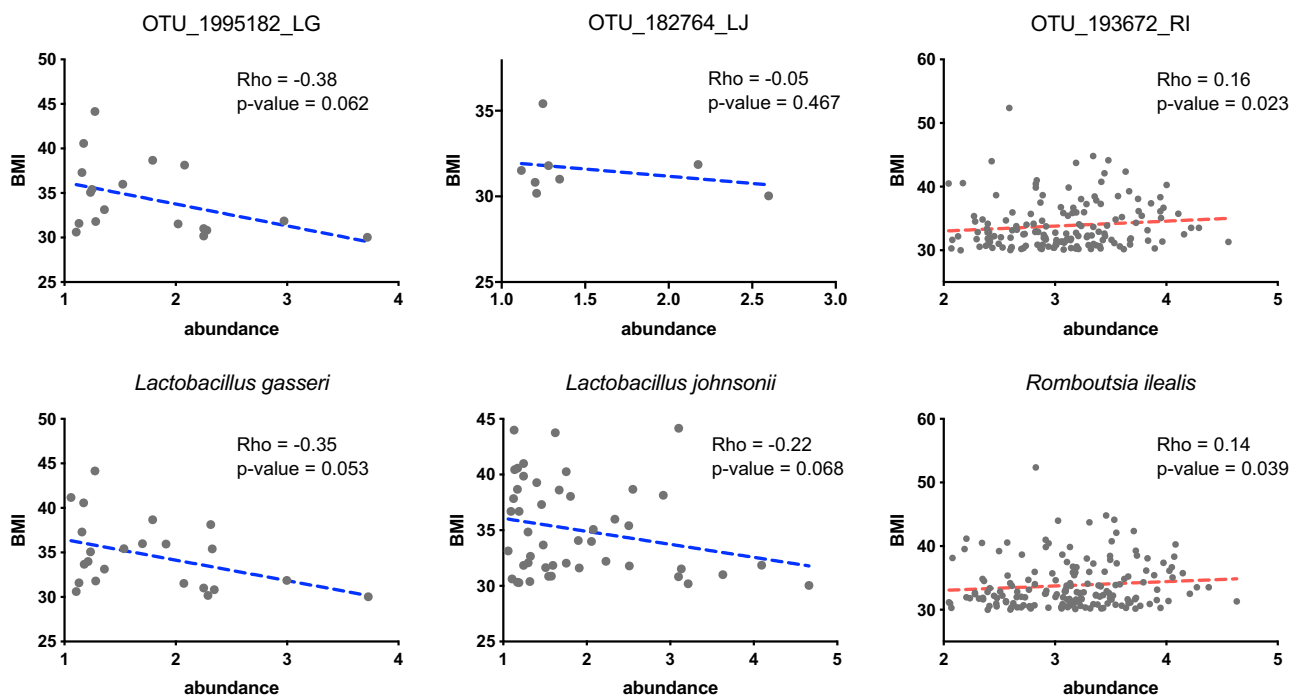 OTU_1995182_LG
OTU_182764_LJ
OTU_193672_RI
Rho = -0.38
p-value = 0.062
Rho = -0.05
p-value = 0.467
Rho = 0.16
p-value = 0.023
BMI
50
45
40
35
30
25
1
2
3
4
abundance
BMI
35
30
25
1.0
1.5
2.0
2.5
3.0
abundance
BMI
60
50
40
30
2
3
4
5
abundance
Lactobacillus gasseri
Lactobacillus johnsonii
Romboutsia ilealis
Rho = -0.35
p-value = 0.053
Rho = -0.22
p-value = 0.068
Rho = 0.14
p-value = 0.039
BMI
50
45
40
35
30
25
1
2
3
4
abundance
BMI
45
40
35
30
25
1
2
3
4
5
abundance
BMI
60
50
40
30
2
3
4
5
abundance